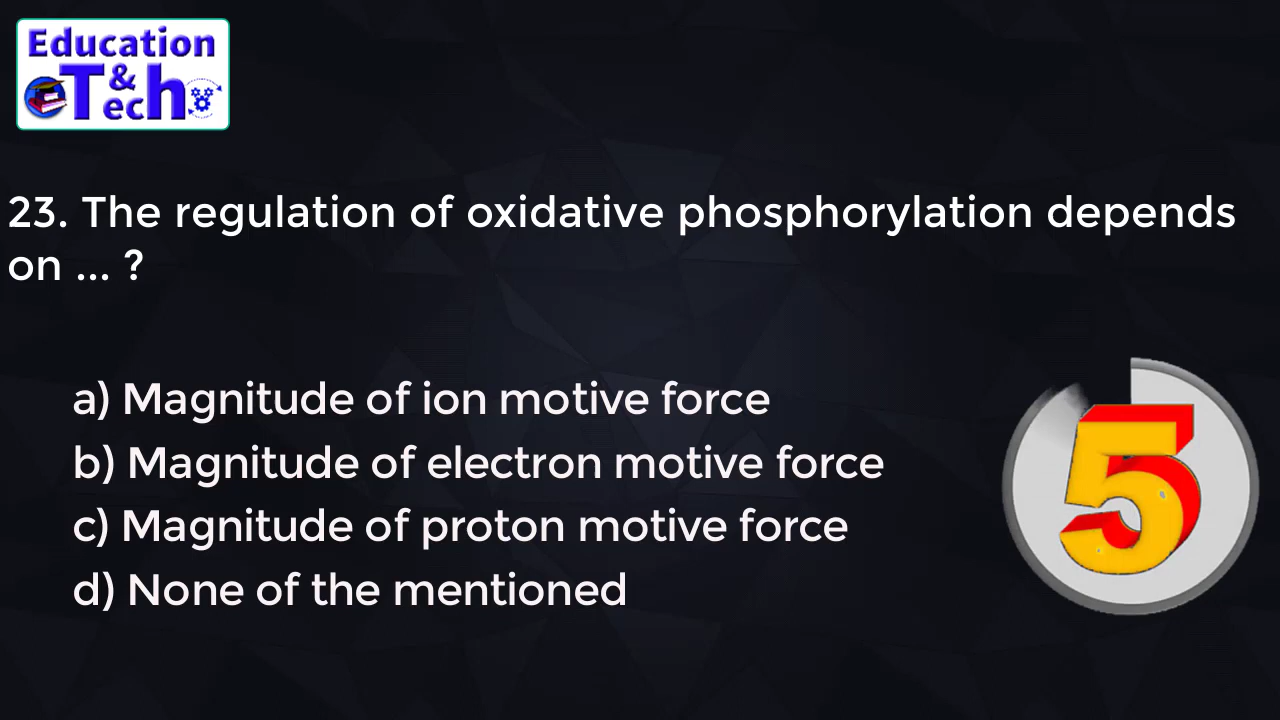 Education
& Tech
23. The regulation of oxidative phosphorylation depends
on ... ?
a) Magnitude of ion motive force
b) Magnitude of electron motive force
c) Magnitude of proton motive force
d) None of the mentioned
5